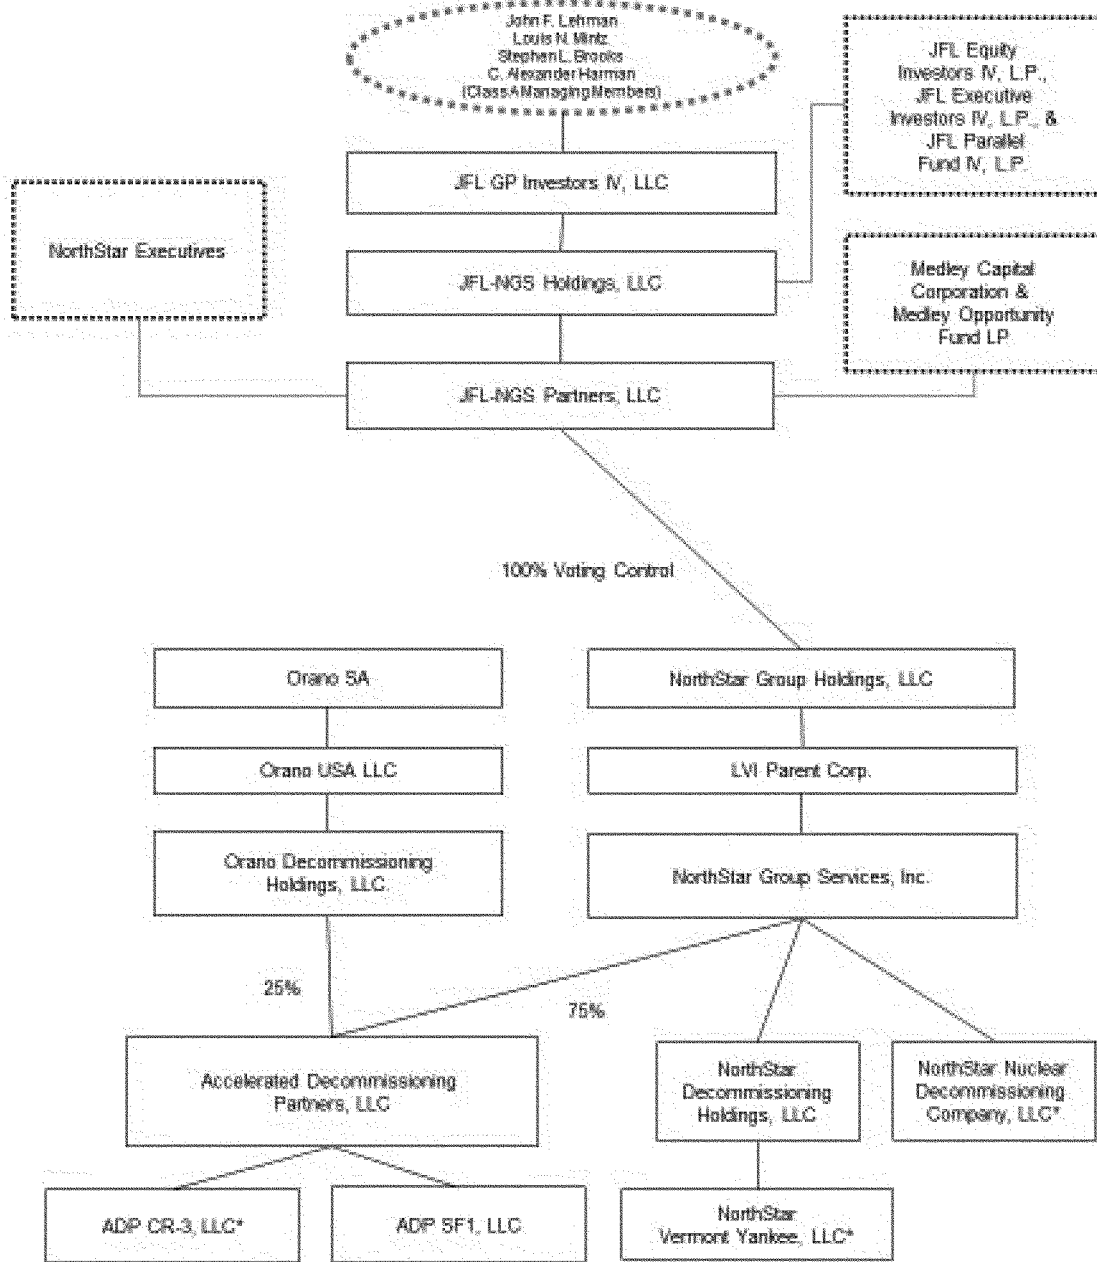 John F. Lehman
Louis N. Mintz
Stephen L. Brooks
C. Alexander Harman
(Class A Managing Members)
JFL Equity
Investors IV, L.P.,
JFL Executive
Investors IV, L.P., &
JFL Parallel
Fund IV, L.P.
JFL GP Investors IV, LLC
NorthStar Executives
JFL-NGS Holdings, LLC
Medley Capital
Corporation &
Medley Opportunity
Fund LP
JFL-NGS Partners, LLC
100% Voting Control
Orano SA
NorthStar Group Holdings, LLC
Orano USA LLC
LVI Parent Corp.
Orano Decommissioning
Holdings, LLC.
NorthStar Group Services, Inc.
25%
75%
Accelerated Decommissioning
Partners, LLC
NorthStar
Decommissioning
Holdings, LLC
NorthStar Nuclear
Decommissioning
Company, LLC*
ADP CR-3, LLC*
ADP SF1, LLC
NorthStar
Vermont Yankee, LLC*